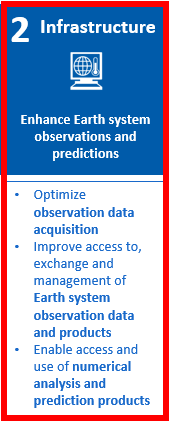 2 Infrastructure
Enhance Earth system
observations and
predictions
• Optimize
observation data
acquisition
• Improve access to,
exchange and
management of
Earth system
observation data
and products
• Enable access and
use of numerical
analysis and
prediction products